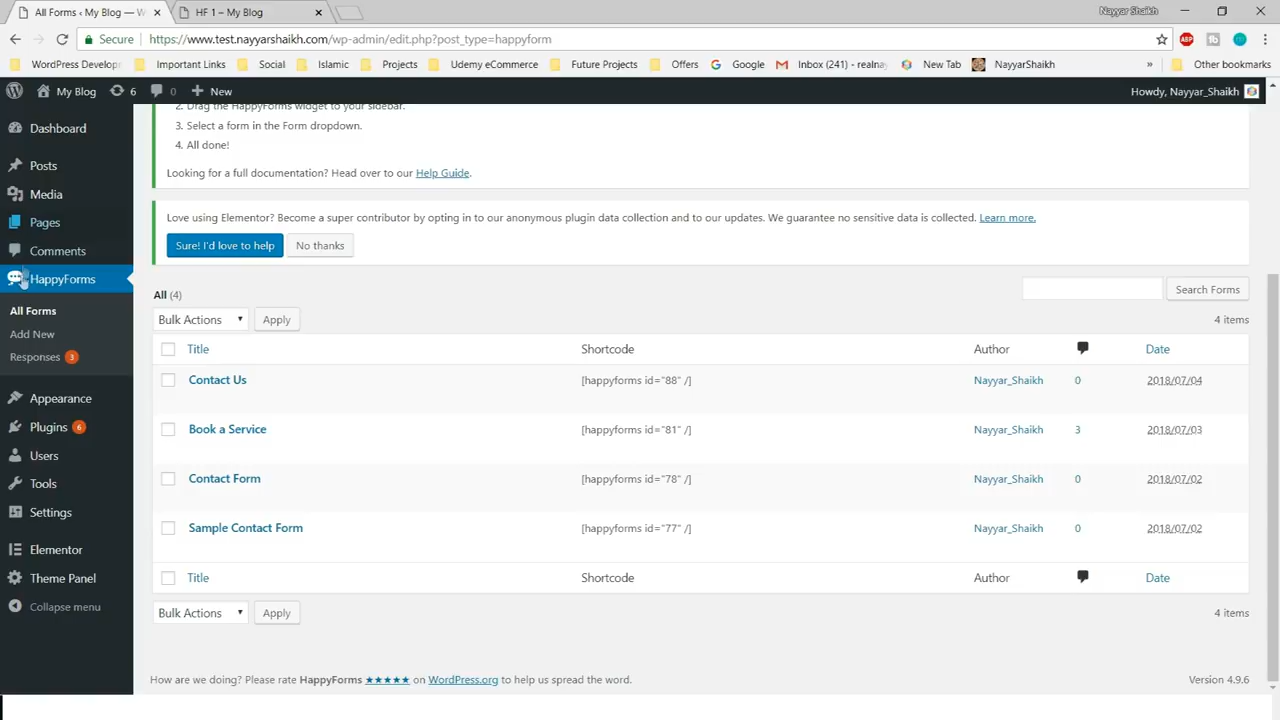 All Forms ‹ My Blog — W
HF 1 – My Blog
Nayyar Shaikh
Secure
https://www.test.nayyarshaikh.com/wp-admin/edit.php?post_type=happyform
ABP
WordPress Develop
Important Links
Social
Islamic
Projects
Udemy eCommerce
Future Projects
Offers
Google
Inbox (241) - realna
New Tab
NayyarShaikh
»
Other bookmarks
My Blog
6
0
New
Howdy, Nayyar_Shaikh
Dashboard
Posts
Media
Pages
Comments
HappyForms
All Forms
Add New
Responses 3
Appearance
Plugins 6
Users
Tools
Settings
Elementor
Theme Panel
Collapse menu
2. Drag the HappyForms widget to your sidebar.
3. Select a form in the Form dropdown.
4. All done!
Looking for a full documentation? Head over to our Help Guide.
Love using Elementor? Become a super contributor by opting in to our anonymous plugin data collection and to our updates. We guarantee no sensitive data is collected. Learn more.
Sure! I'd love to help
No thanks
All (4)
Search Forms
Bulk Actions
Apply
4 items
Title Shortcode Author Date
Contact Us [happyforms id="88" /] Nayyar_Shaikh 0 2018/07/04
Book a Service [happyforms id="81" /] Nayyar_Shaikh 3 2018/07/03
Contact Form [happyforms id="78" /] Nayyar_Shaikh 0 2018/07/02
Sample Contact Form [happyforms id="77" /] Nayyar_Shaikh 0 2018/07/02
Title Shortcode Author Date
Bulk Actions
Apply
4 items
How are we doing? Please rate HappyForms ★★★★★ on WordPress.org to help us spread the word.
Version 4.9.6